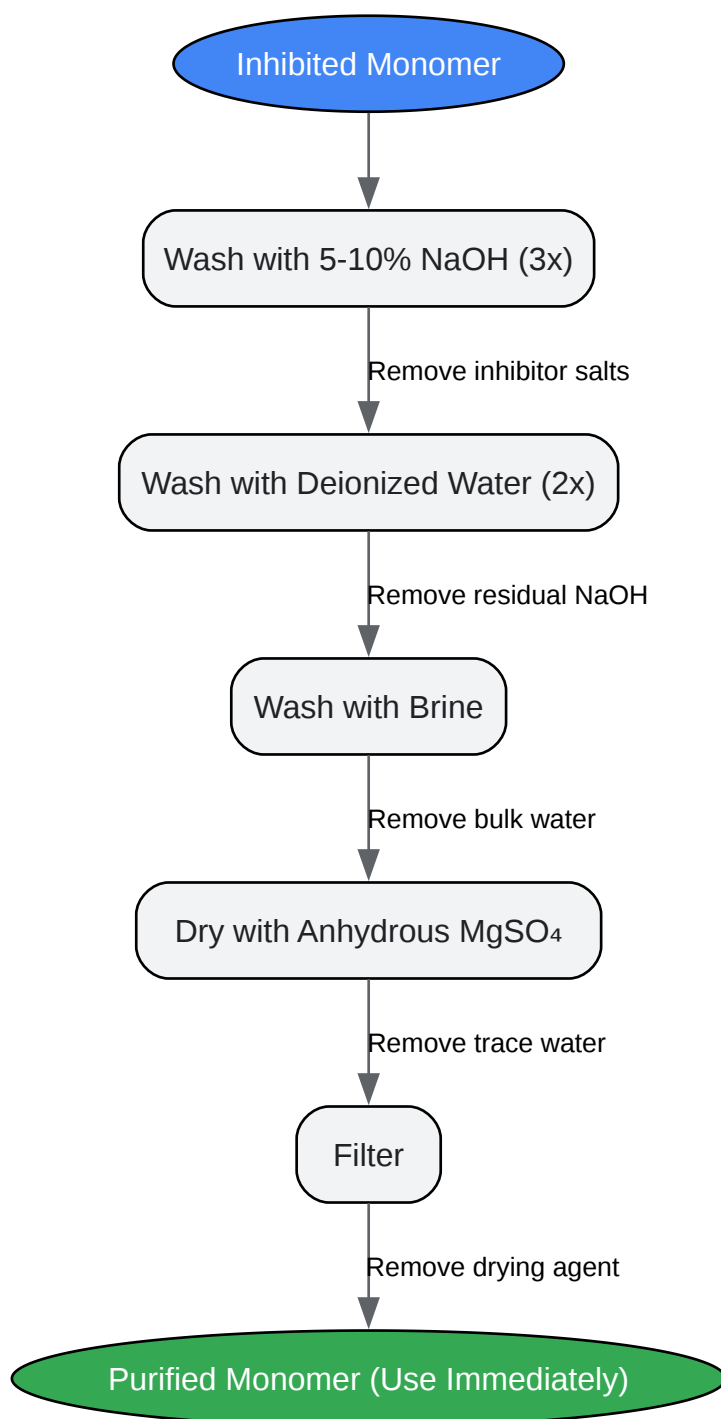 Inhibited Monomer
Wash with 5-10% NaOH (3x)
Remove inhibitor salts
Wash with Deionized Water (2x)
Remove residual NaOH
Wash with Brine
Remove bulk water
Dry with Anhydrous MgSO₄
Remove trace water
Filter
Remove drying agent
Purified Monomer (Use Immediately)